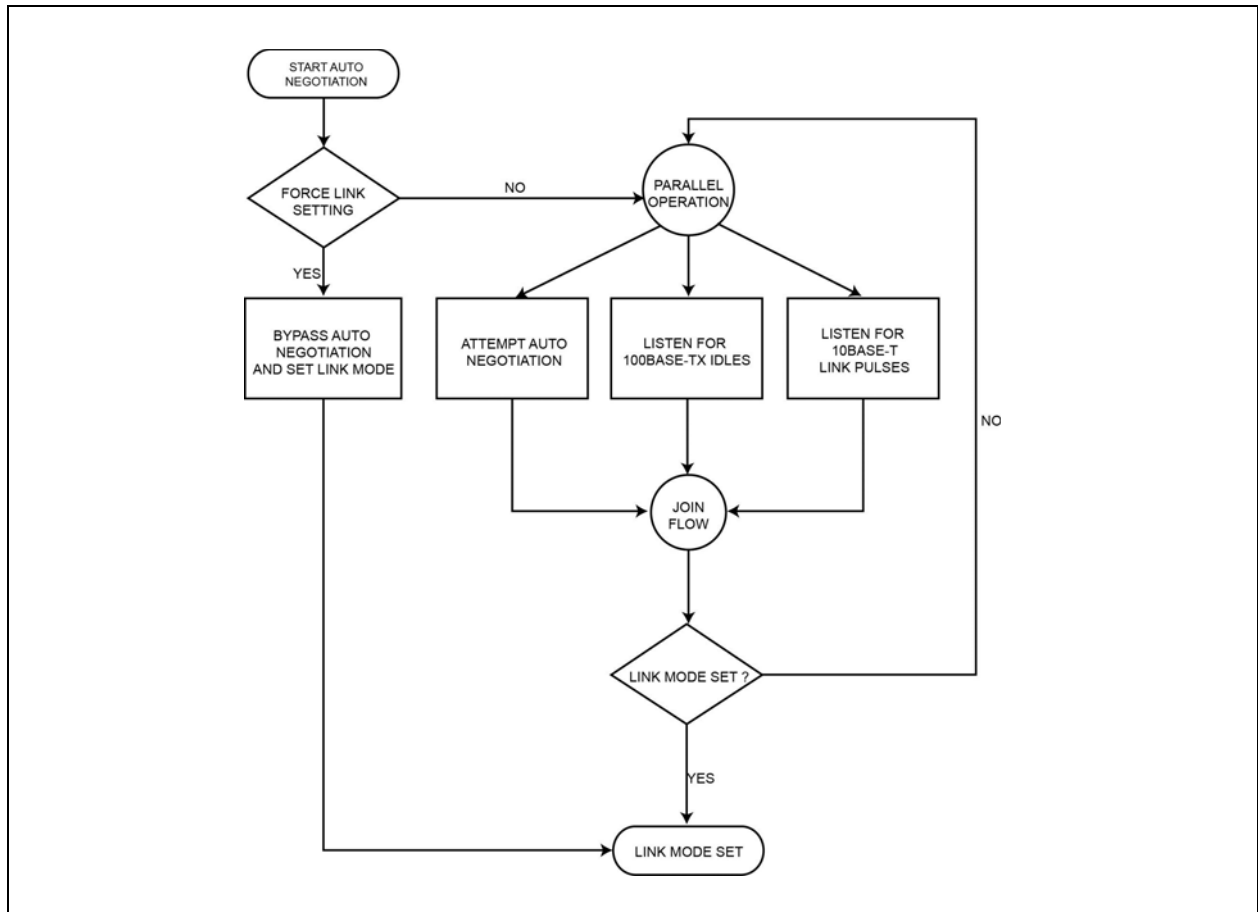 START AUTO
NEGOTIATION
FORCE LINK
SETTING
NO
PARALLEL
OPERATION
YES
BYPASS AUTO
NEGOTIATION
AND SET LINK MODE
ATTEMPT AUTO
NEGOTIATION
LISTEN FOR
100BASE-TX IDLES
LISTEN FOR
10BASE-T
LINK PULSES
NO
JOIN
FLOW
LINK MODE SET ?
YES
LINK MODE SET